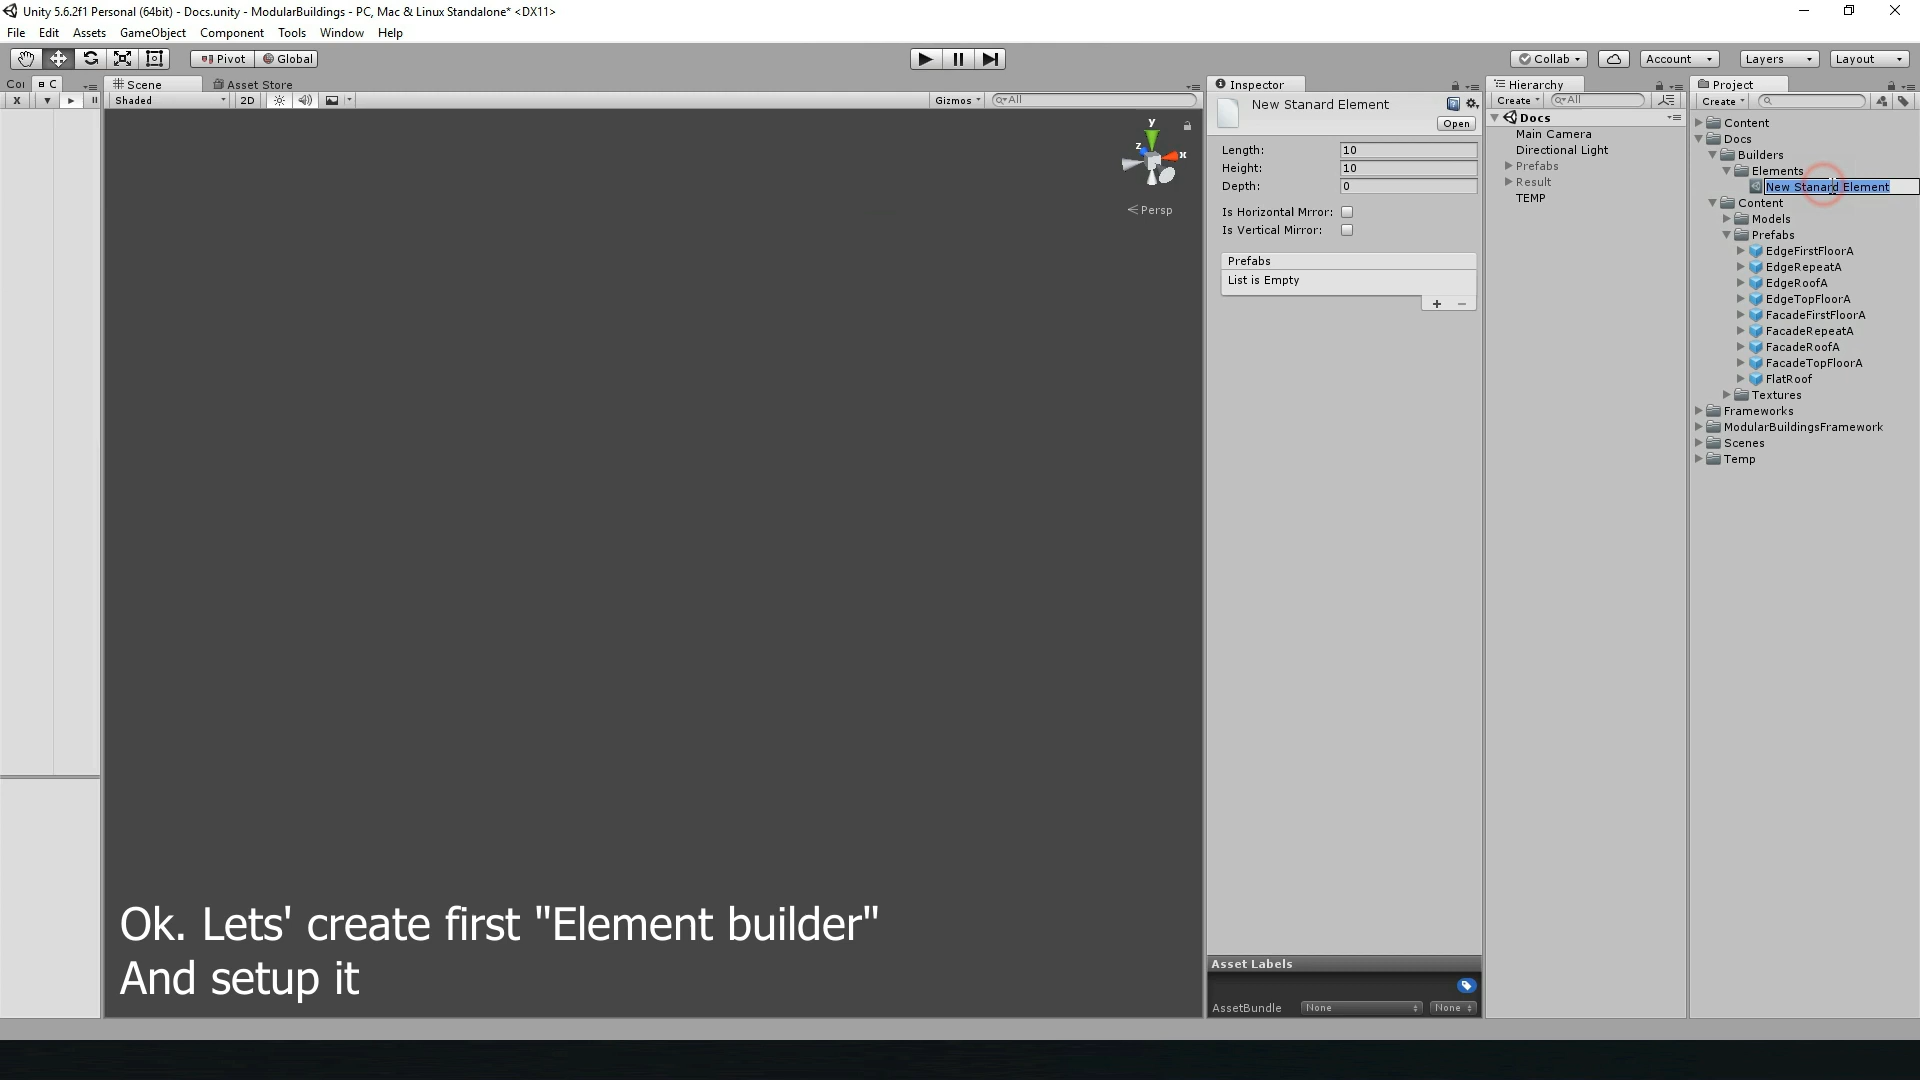 Unity 5.6.2f1 Personal (64bit) - Docs.unity - ModularBuildings - PC, Mac & Linux Standalone* <DX11>
File Edit Assets GameObject Component Tools Window Help
Pivot Global Collab Account Layers Layout
C Scene Asset Store Inspector Hierarchy Project
X Shaded 2D Gizmos All
New Stanard Element
Open
Length: 10
Height: 10
Depth: 0
Is Horizontal Mrror:
Is Vertical Mirror:
Prefabs
List is Empty
+ −
Asset Labels
AssetBundle None None
Create All
Docs
Main Camera
Directional Light
Prefabs
Result
TEMP
Create
Content
Docs
Builders
Elements
New Stanard Element
Content
Models
Prefabs
EdgeFirstFloorA
EdgeRepeatA
EdgeRoofA
EdgeTopFloorA
FacadeFirstFloorA
FacadeRepeatA
FacadeRoofA
FacadeTopFloorA
FlatRoof
Textures
Frameworks
ModularBuildingsFramework
Scenes
Temp
y
z
x
Persp
Ok. Lets' create first "Element builder"
And setup it